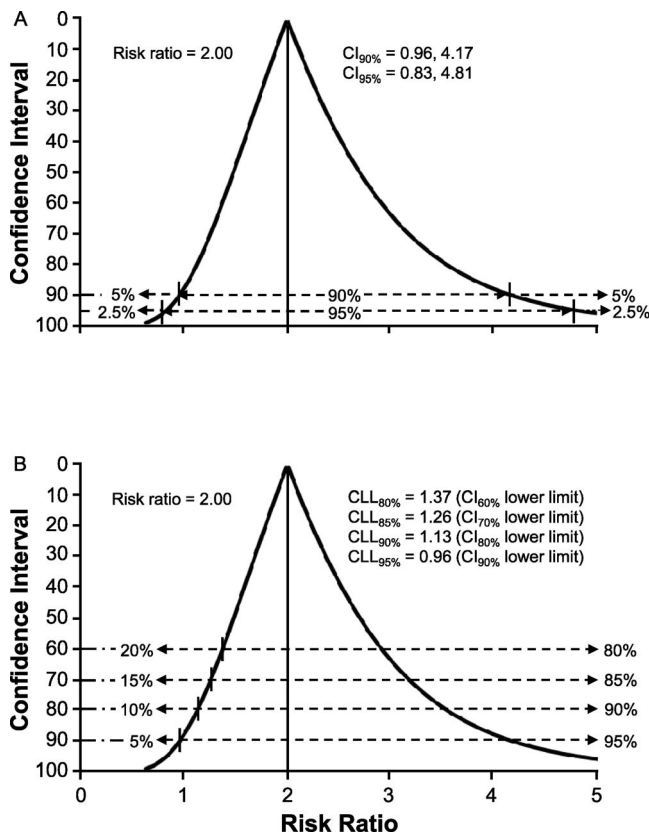 A
Risk ratio = 2.00
CI90% = 0.96, 4.17
CI95% = 0.83, 4.81
Confidence Interval
0
10
20
30
40
50
60
70
80
90
100
5% 90% 5%
2.5% 95% 2.5%
B
Risk ratio = 2.00
CLL80% = 1.37 (CI60% lower limit)
CLL85% = 1.26 (CI70% lower limit)
CLL90% = 1.13 (CI80% lower limit)
CLL95% = 0.96 (CI90% lower limit)
Confidence Interval
0
10
20
30
40
50
60
70
80
90
100
20% 80%
15% 85%
10% 90%
5% 95%
0 1 2 3 4 5
Risk Ratio